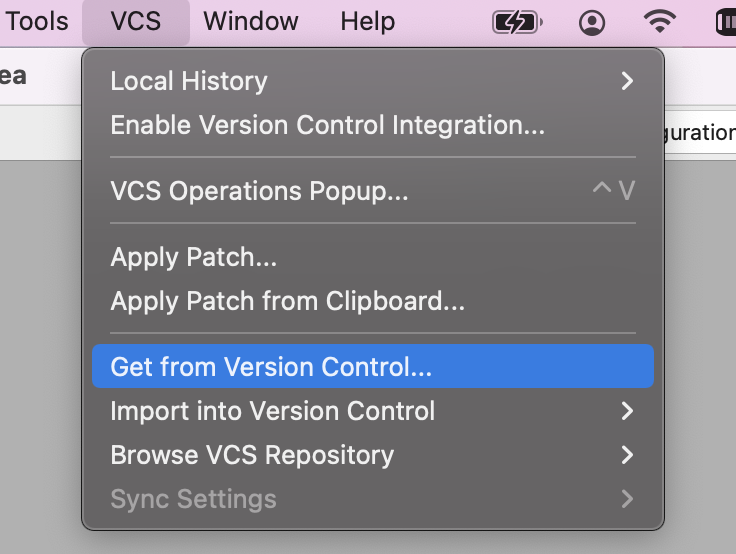 Tools VCS Window Help
ea
Local History
Enable Version Control Integration...
guration
VCS Operations Popup... ^ V
Apply Patch...
Apply Patch from Clipboard...
Get from Version Control...
Import into Version Control
Browse VCS Repository
Sync Settings